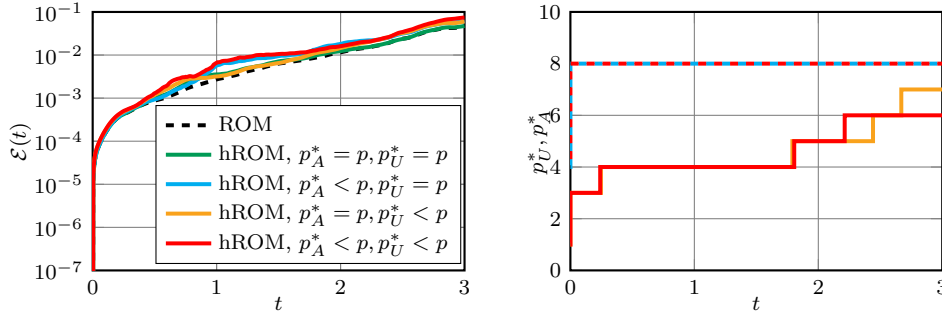 10⁻¹
10⁻²
10⁻³
10⁻⁴
10⁻⁵
10⁻⁶
10⁻⁷
ℰ(t)
0
1
2
3
t
ROM
hROM, p*_A = p, p*_U = p
hROM, p*_A < p, p*_U = p
hROM, p*_A = p, p*_U < p
hROM, p*_A < p, p*_U < p
10
8
6
4
2
0
p*_U, p*_A
0
1
2
3
t